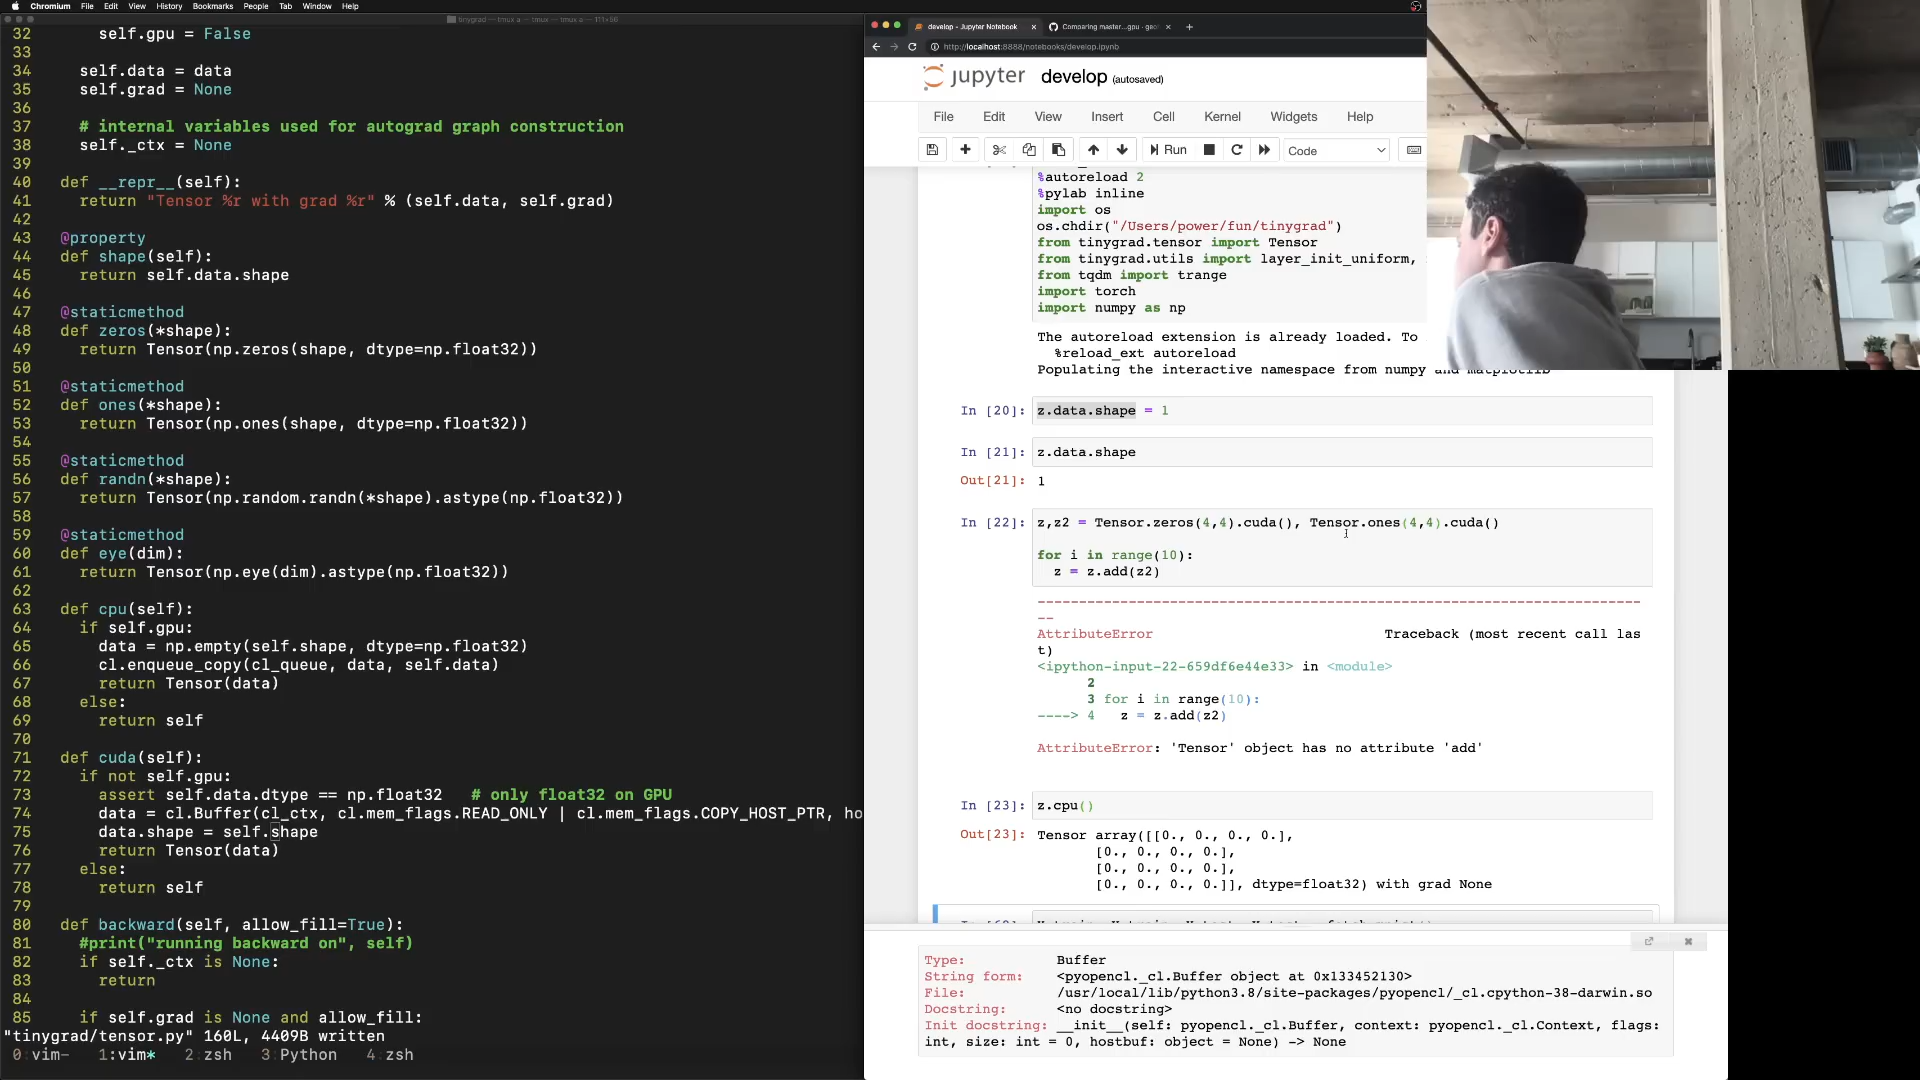 Chromium File Edit View History Bookmarks People Tab Window Help
tinygrad — tmux a — tmux — tmux a — 111×56
32 self.gpu = False
33
34 self.data = data
35 self.grad = None
36
37 # internal variables used for autograd graph construction
38 self._ctx = None
39
40 def __repr__(self):
41 return "Tensor %r with grad %r" % (self.data, self.grad)
42
43 @property
44 def shape(self):
45 return self.data.shape
46
47 @staticmethod
48 def zeros(*shape):
49 return Tensor(np.zeros(shape, dtype=np.float32))
50
51 @staticmethod
52 def ones(*shape):
53 return Tensor(np.ones(shape, dtype=np.float32))
54
55 @staticmethod
56 def randn(*shape):
57 return Tensor(np.random.randn(*shape).astype(np.float32))
58
59 @staticmethod
60 def eye(dim):
61 return Tensor(np.eye(dim).astype(np.float32))
62
63 def cpu(self):
64 if self.gpu:
65 data = np.empty(self.shape, dtype=np.float32)
66 cl.enqueue_copy(cl_queue, data, self.data)
67 return Tensor(data)
68 else:
69 return self
70
71 def cuda(self):
72 if not self.gpu:
73 assert self.data.dtype == np.float32 # only float32 on GPU
74 data = cl.Buffer(cl_ctx, cl.mem_flags.READ_ONLY | cl.mem_flags.COPY_HOST_PTR, ho
75 data.shape = self.shape
76 return Tensor(data)
77 else:
78 return self
79
80 def backward(self, allow_fill=True):
81 #print("running backward on", self)
82 if self._ctx is None:
83 return
84
85 if self.grad is None and allow_fill:
"tinygrad/tensor.py" 160L, 4409B written
0:vim- 1:vim* 2:zsh 3:Python 4:zsh
develop - Jupyter Notebook
Comparing master...gpu · geo
http://localhost:8888/notebooks/develop.ipynb
jupyter develop (autosaved)
File Edit View Insert Cell Kernel Widgets Help
Run Code
%autoreload 2
%pylab inline
import os
os.chdir("/Users/power/fun/tinygrad")
from tinygrad.tensor import Tensor
from tinygrad.utils import layer_init_uniform,
from tqdm import trange
import torch
import numpy as np
The autoreload extension is already loaded. To
%reload_ext autoreload
Populating the interactive namespace from numpy and matplotlib
In [20]: z.data.shape = 1
In [21]: z.data.shape
Out[21]: 1
In [22]: z,z2 = Tensor.zeros(4,4).cuda(), Tensor.ones(4,4).cuda()
for i in range(10):
z = z.add(z2)
---------------------------------------------------------------------------
AttributeError Traceback (most recent call las
t)
<ipython-input-22-659df6e44e33> in <module>
2
3 for i in range(10):
----> 4 z = z.add(z2)
AttributeError: 'Tensor' object has no attribute 'add'
In [23]: z.cpu()
Out[23]: Tensor array([[0., 0., 0., 0.],
[0., 0., 0., 0.],
[0., 0., 0., 0.],
[0., 0., 0., 0.]], dtype=float32) with grad None
Type: Buffer
String form: <pyopencl._cl.Buffer object at 0x133452130>
File: /usr/local/lib/python3.8/site-packages/pyopencl/_cl.cpython-38-darwin.so
Docstring: <no docstring>
Init docstring: __init__(self: pyopencl._cl.Buffer, context: pyopencl._cl.Context, flags:
int, size: int = 0, hostbuf: object = None) -> None